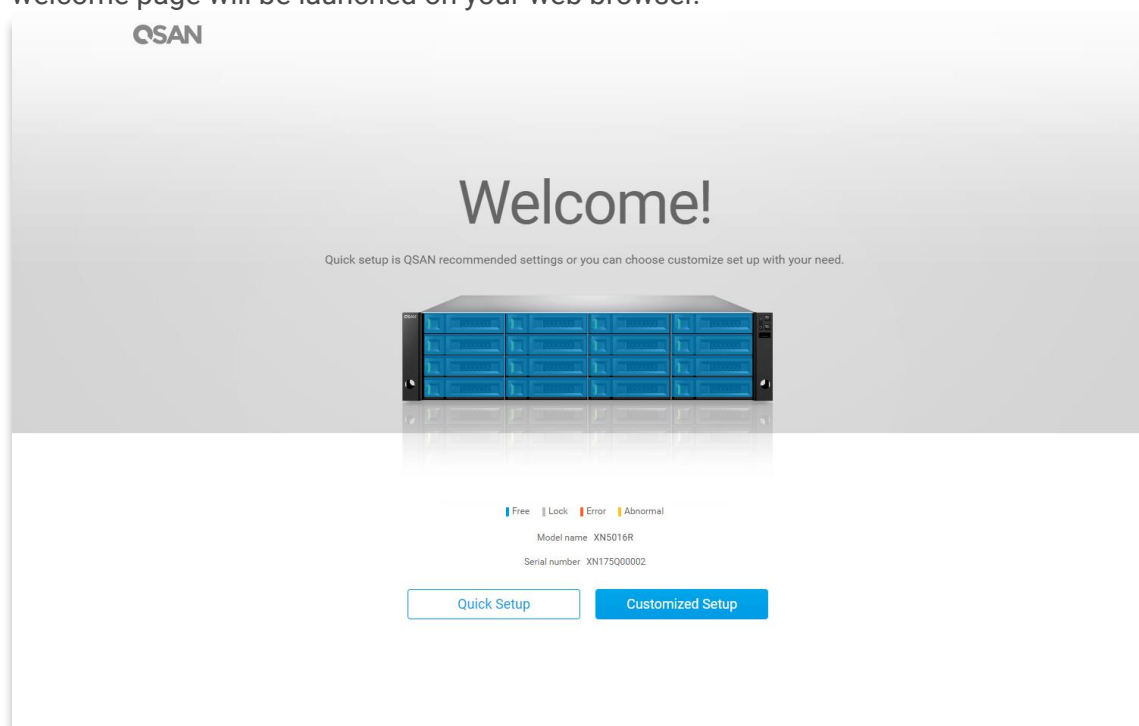 welcome page will be launched on your web browser.
QSAN
Welcome!
Quick setup is QSAN recommended settings or you can choose customize set up with your need.
Free Lock Error Abnormal
Model name XN5016R
Serial number XN175Q00002
Quick Setup Customized Setup